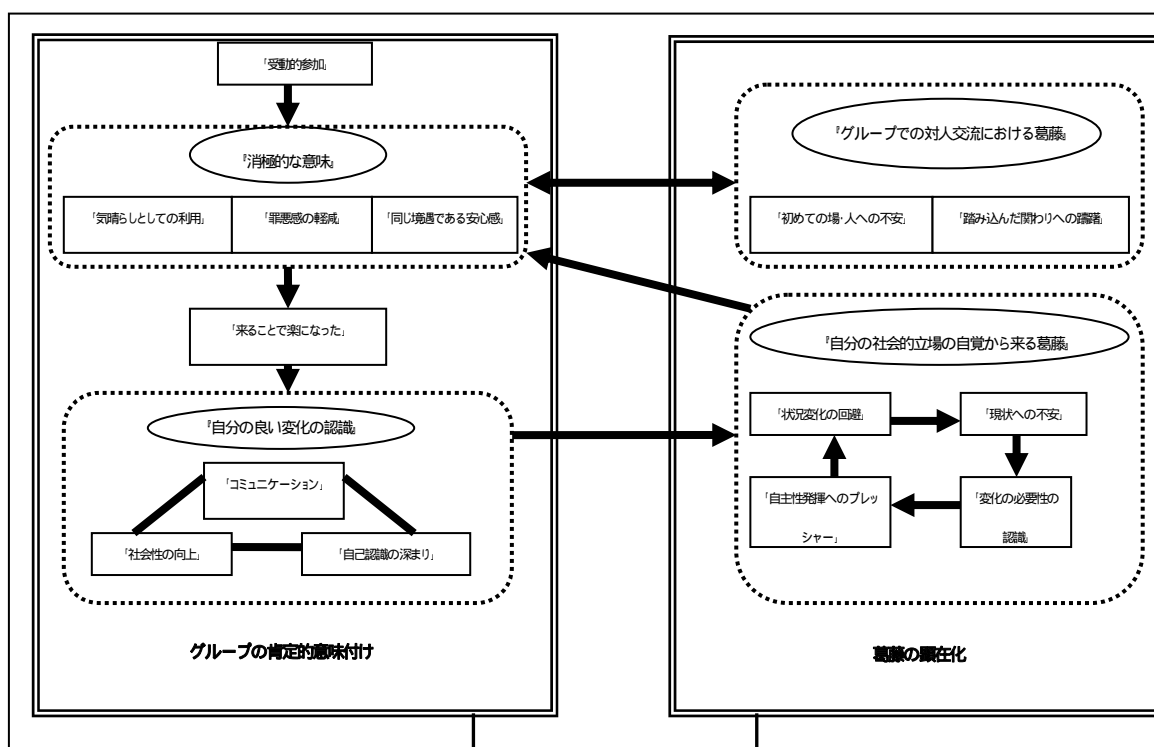 「受動的参加」
『消極的な意味』
「気晴らしとしての利用」
「罪悪感の軽減」
「同じ境遇である安心感」
「来ることで楽になった」
『自分の良い変化の認識』
「コミュニケーション」
「社会性の向上」
「自己認識の深まり」
グループの肯定的意味付け
『グループでの対人交流における葛藤』
「初めての場・人への不安」
「踏み込んだ関わりへの躊躇」
『自分の社会的立場の自覚から来る葛藤』
「状況変化の回避」
「現状への不安」
「自主性発揮へのプレッ
シャー」
「変化の必要性の
認識」
葛藤の顕在化